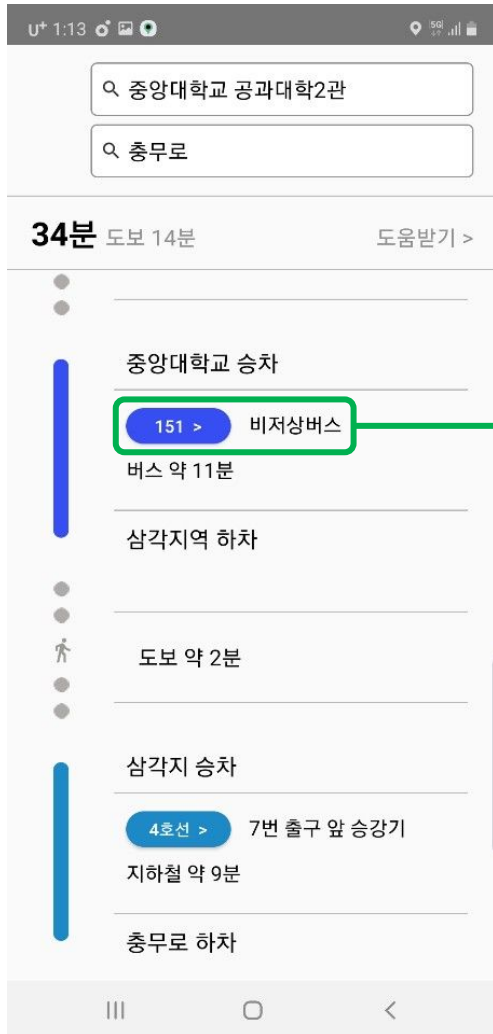 U+ 1:13
5G
중앙대학교 공과대학2관
충무로
34분 도보 14분 도움받기 >
중앙대학교 승차
151 > 비저상버스
버스 약 11분
삼각지역 하차
도보 약 2분
삼각지 승차
4호선 > 7번 출구 앞 승강기
지하철 약 9분
충무로 하차